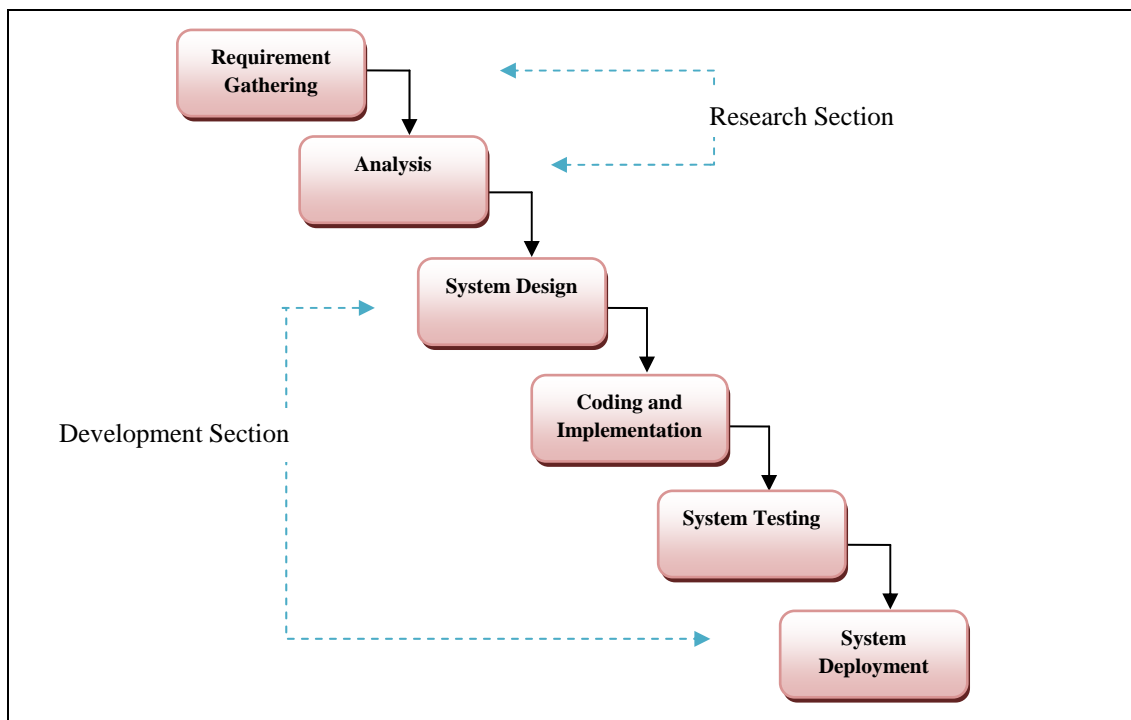 Requirement
Gathering
Research Section
Analysis
System Design
Coding and
Implementation
Development Section
System Testing
System
Deployment